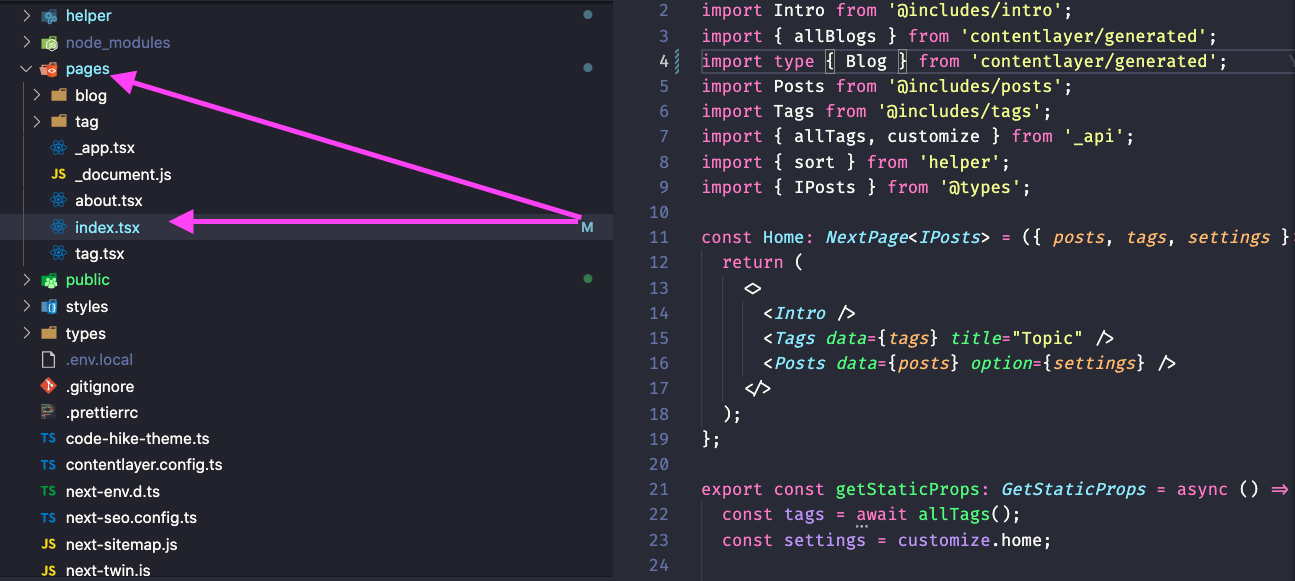 helper
node_modules
pages
blog
tag
_app.tsx
JS _document.js
about.tsx
index.tsx M
tag.tsx
public
styles
types
.env.local
.gitignore
.prettierrc
TS code-hike-theme.ts
TS contentlayer.config.ts
TS next-env.d.ts
TS next-seo.config.ts
JS next-sitemap.js
JS next-twin.js
2 import Intro from '@includes/intro';
3 import { allBlogs } from 'contentlayer/generated';
4 import type { Blog } from 'contentlayer/generated';
5 import Posts from '@includes/posts';
6 import Tags from '@includes/tags';
7 import { allTags, customize } from '_api';
8 import { sort } from 'helper';
9 import { IPosts } from '@types';
10
11 const Home: NextPage<IPosts> = ({ posts, tags, settings }:
12 return (
13 <>
14 <Intro />
15 <Tags data={tags} title="Topic" />
16 <Posts data={posts} option={settings} />
17 </>
18 );
19 };
20
21 export const getStaticProps: GetStaticProps = async () =>
22 const tags = await allTags();
23 const settings = customize.home;
24